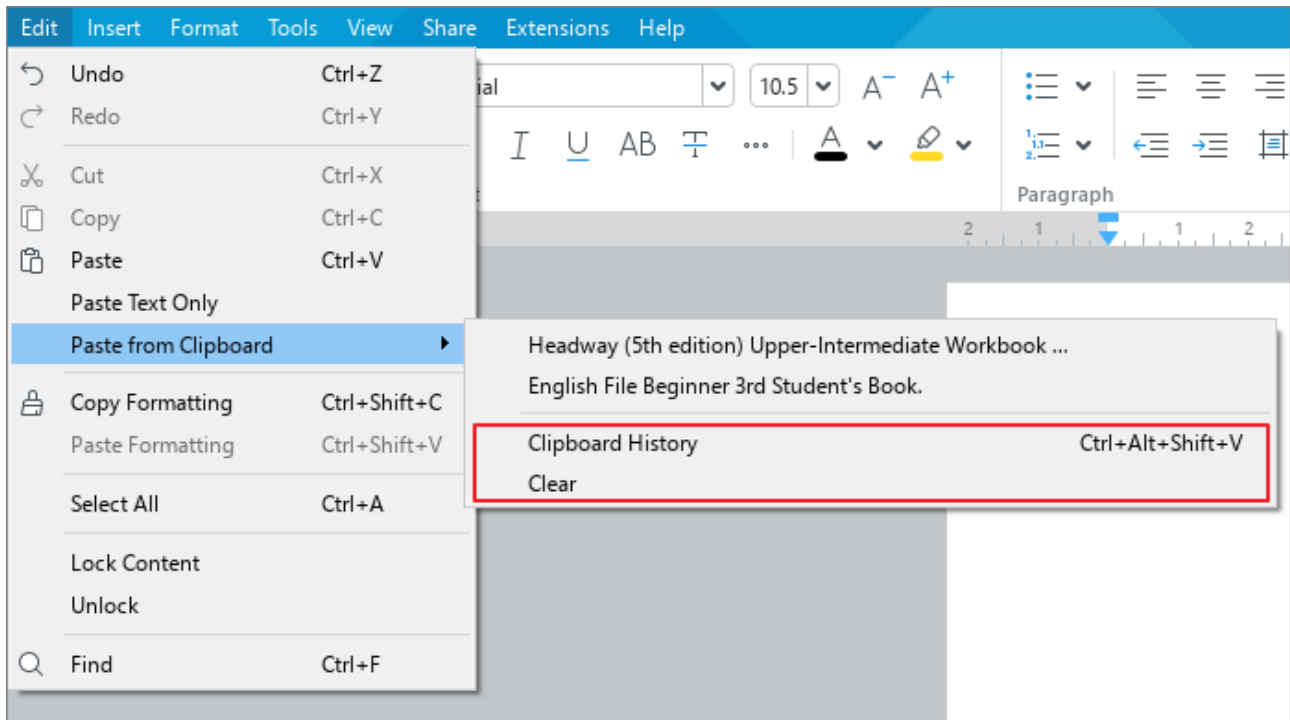 Edit Insert Format Tools View Share Extensions Help
Undo Ctrl+Z
Redo Ctrl+Y
Cut Ctrl+X
Copy Ctrl+C
Paste Ctrl+V
Paste Text Only
Paste from Clipboard
Copy Formatting Ctrl+Shift+C
Paste Formatting Ctrl+Shift+V
Select All Ctrl+A
Lock Content
Unlock
Find Ctrl+F
ial 10.5 A⁻ A⁺
I U AB T A
Paragraph
2 1 1 2
Headway (5th edition) Upper-Intermediate Workbook ...
English File Beginner 3rd Student's Book.
Clipboard History Ctrl+Alt+Shift+V
Clear